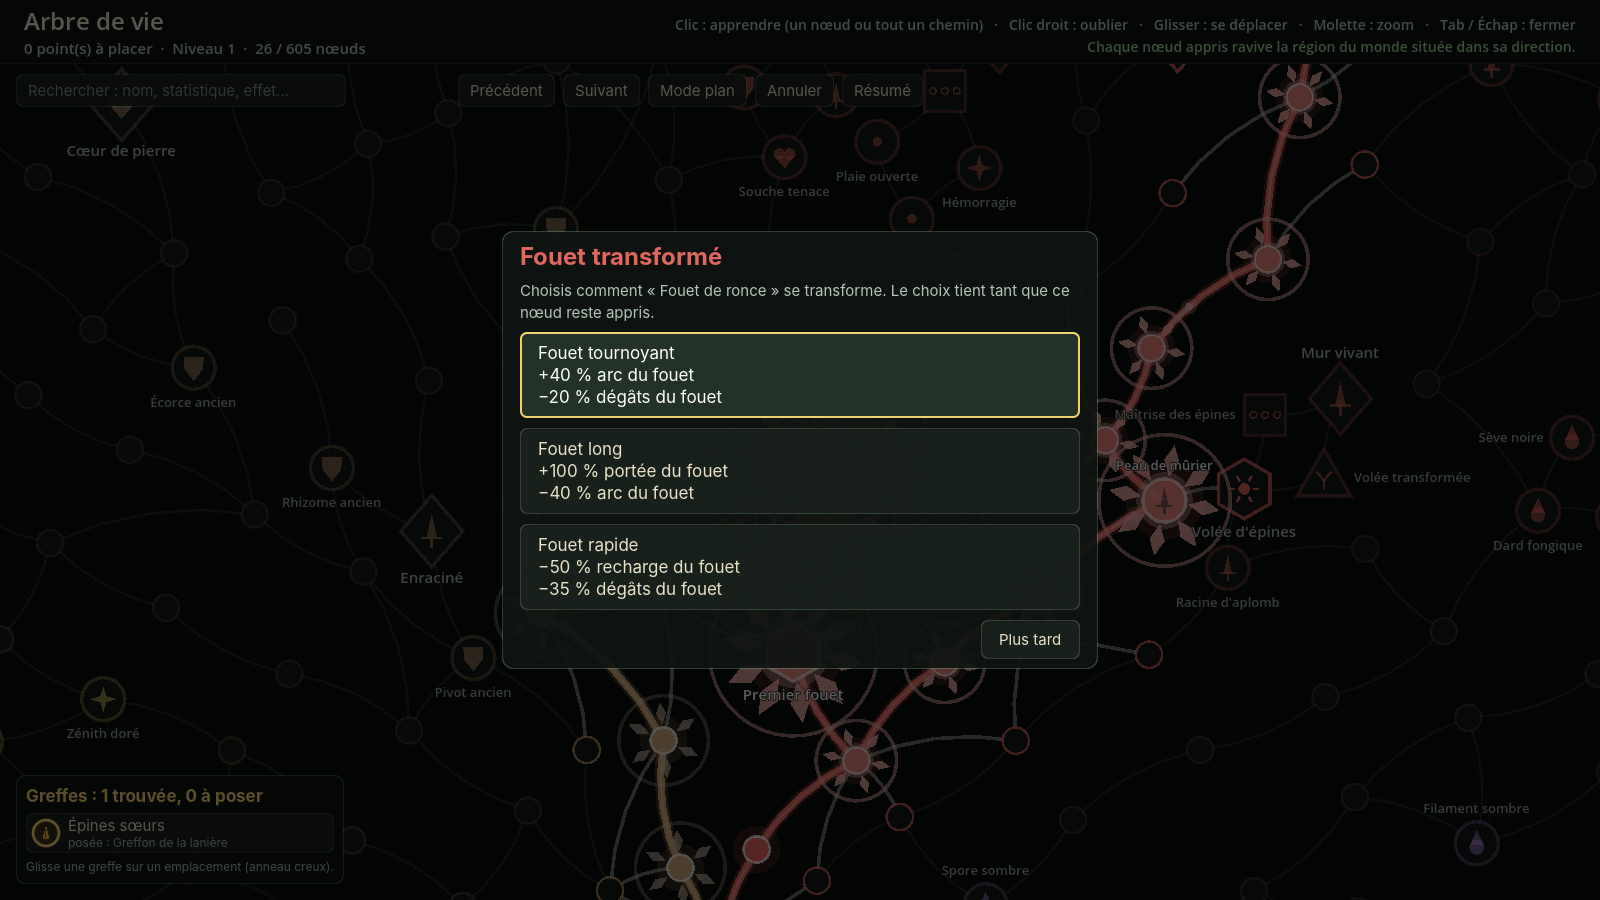 Arbre de vie
0 point(s) à placer · Niveau 1 · 26 / 605 nœuds
Clic : apprendre (un nœud ou tout un chemin) · Clic droit : oublier · Glisser : se déplacer · Molette : zoom · Tab / Échap : fermer
Chaque nœud appris ravive la région du monde située dans sa direction.
Rechercher : nom, statistique, effet...
Précédent
Suivant
Mode plan
Annuler
Résumé
Cœur de pierre
Souche tenace
Plaie ouverte
Hémorragie
Fouet transformé
Choisis comment « Fouet de ronce » se transforme. Le choix tient tant que ce
nœud reste appris.
Fouet tournoyant
+40 % arc du fouet
−20 % dégâts du fouet
Fouet long
+100 % portée du fouet
−40 % arc du fouet
Fouet rapide
−50 % recharge du fouet
−35 % dégâts du fouet
Plus tard
Mur vivant
Écorce ancien
Maîtrise des épines
Sève noire
Peau de mûrier
Volée transformée
Rhizome ancien
Volée d'épines
Dard fongique
Enraciné
Racine d'aplomb
Pivot ancien
Premier fouet
Zénith doré
Greffes : 1 trouvée, 0 à poser
Épines sœurs
posée : Greffon de la lanière
Glisse une greffe sur un emplacement (anneau creux).
Filament sombre
Spore sombre